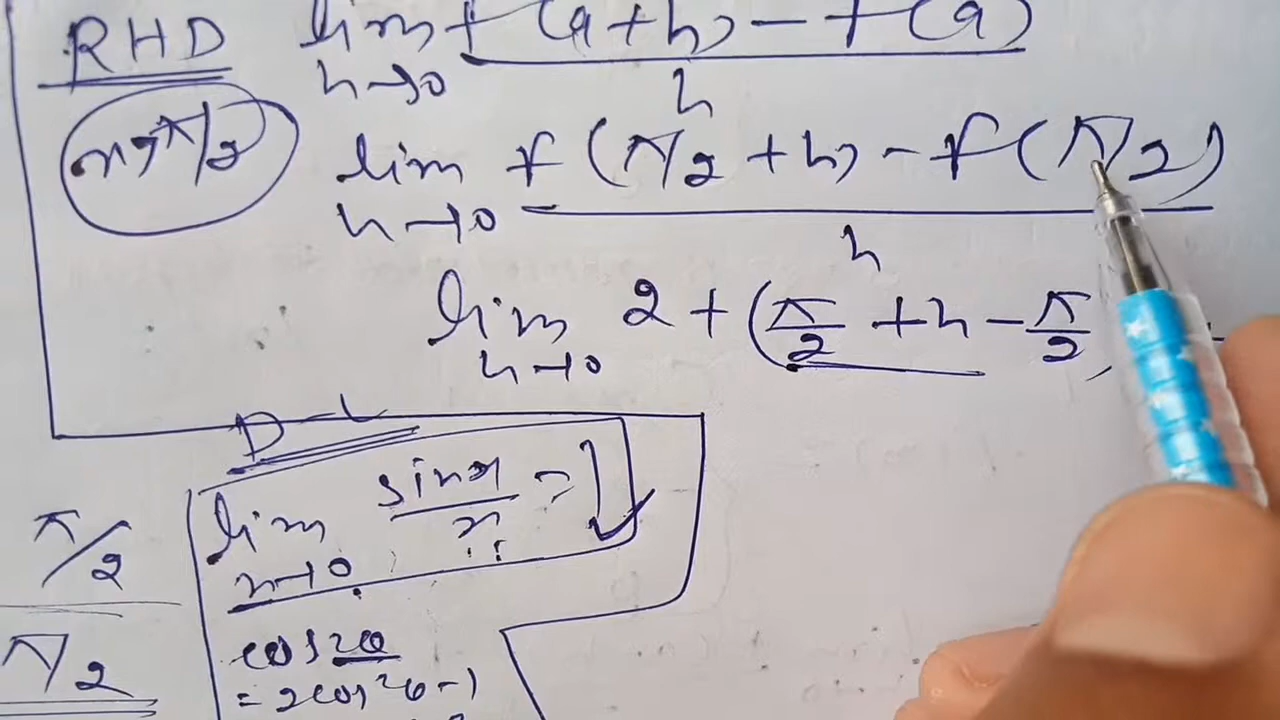 RHD lim f(a+h) - f(a)
h→0 h
x>π/2 lim f(π/2 +h) - f(π/2)
h→0 h
lim 2 + (π/2 +h - π/2)
h→0
D-L
lim sinx/x = 1
x→0
π/2
π/2
cos2θ
= 2cos²θ-1